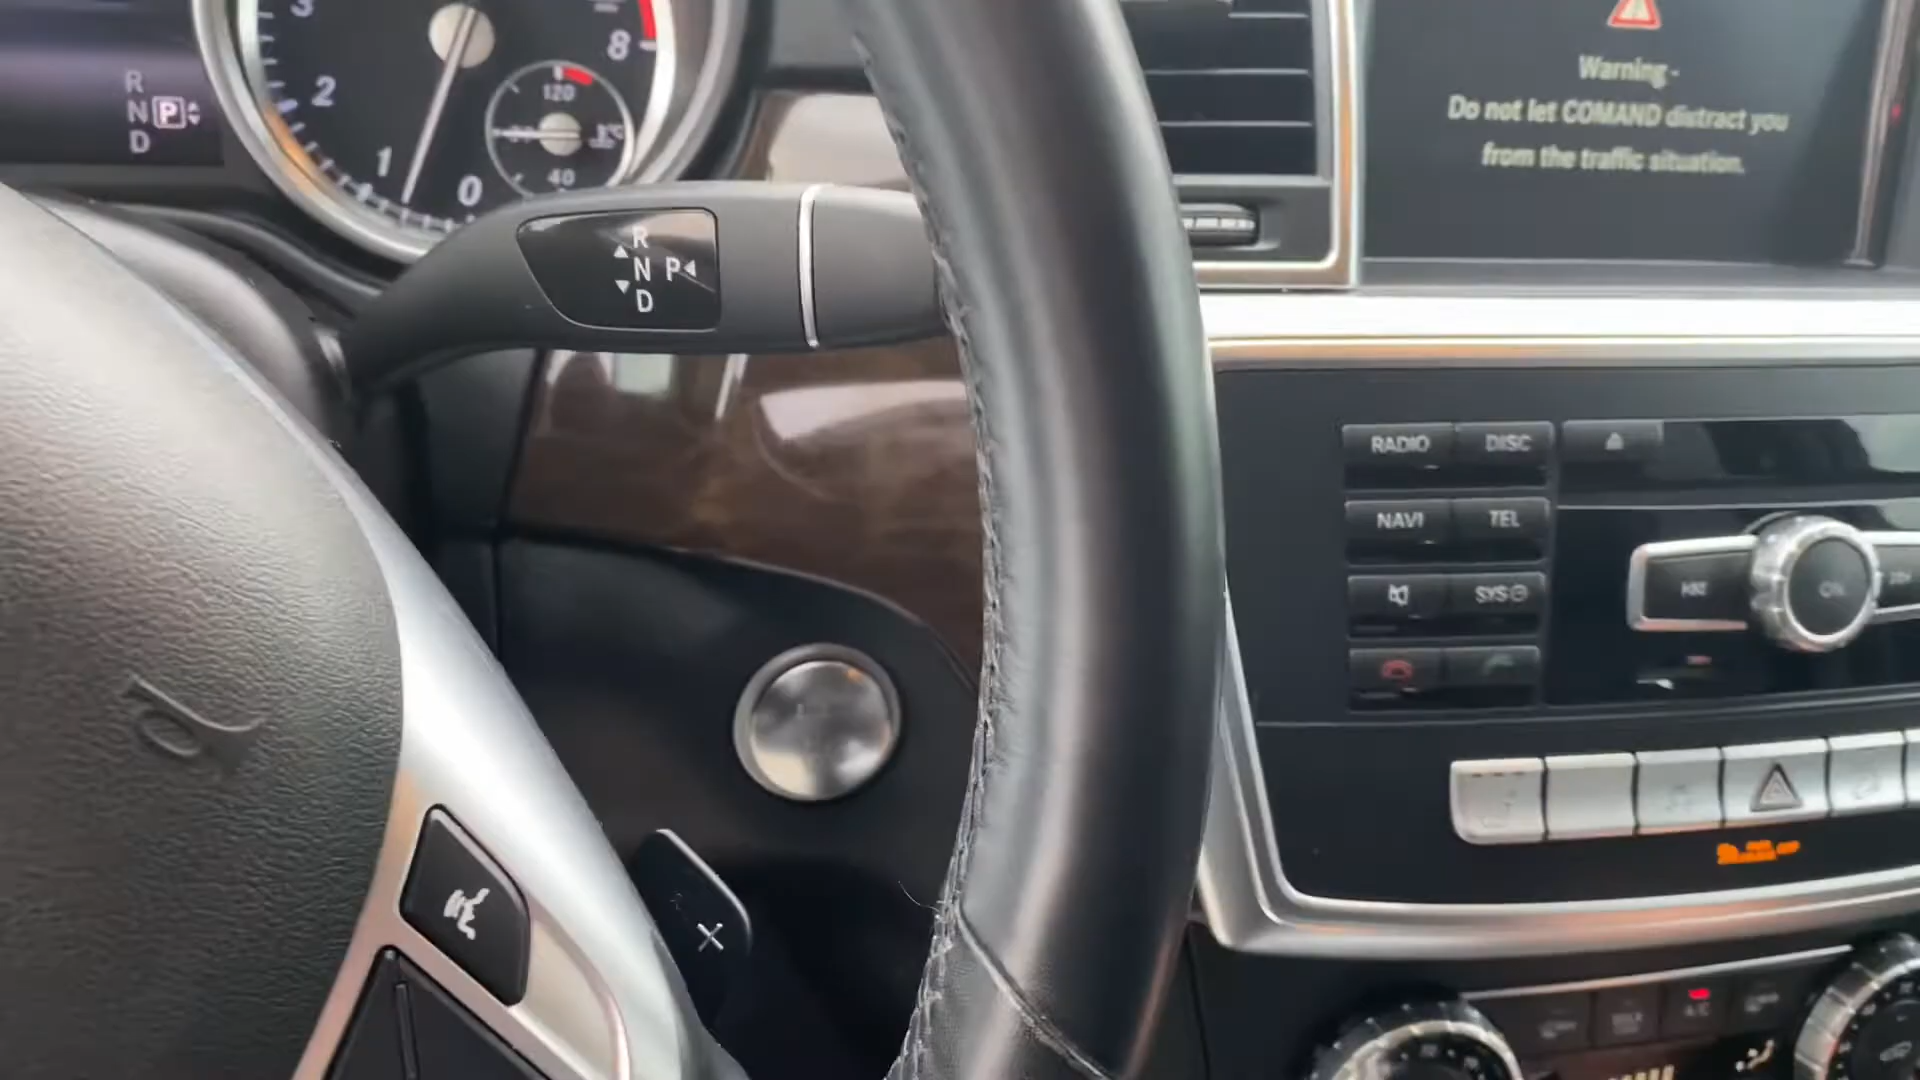 3
2
1
0
8
120
40
°C
R
N P
D
R
N P
D
Warning -
Do not let COMAND distract you
from the traffic situation.
RADIO DISC
NAVI TEL
SYS
ON
A/C